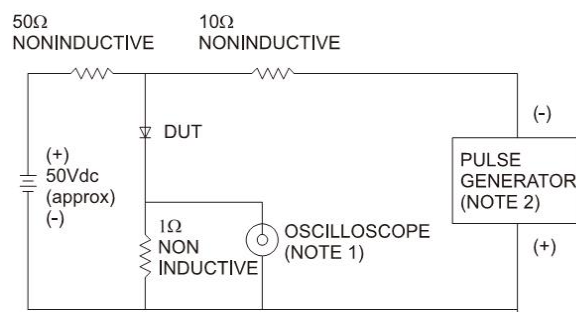 50Ω
NONINDUCTIVE
10Ω
NONINDUCTIVE
DUT
(+)
50Vdc
(approx)
(-)
1Ω
NON
INDUCTIVE
OSCILLOSCOPE
(NOTE 1)
(-)
PULSE
GENERATOR
(NOTE 2)
(+)